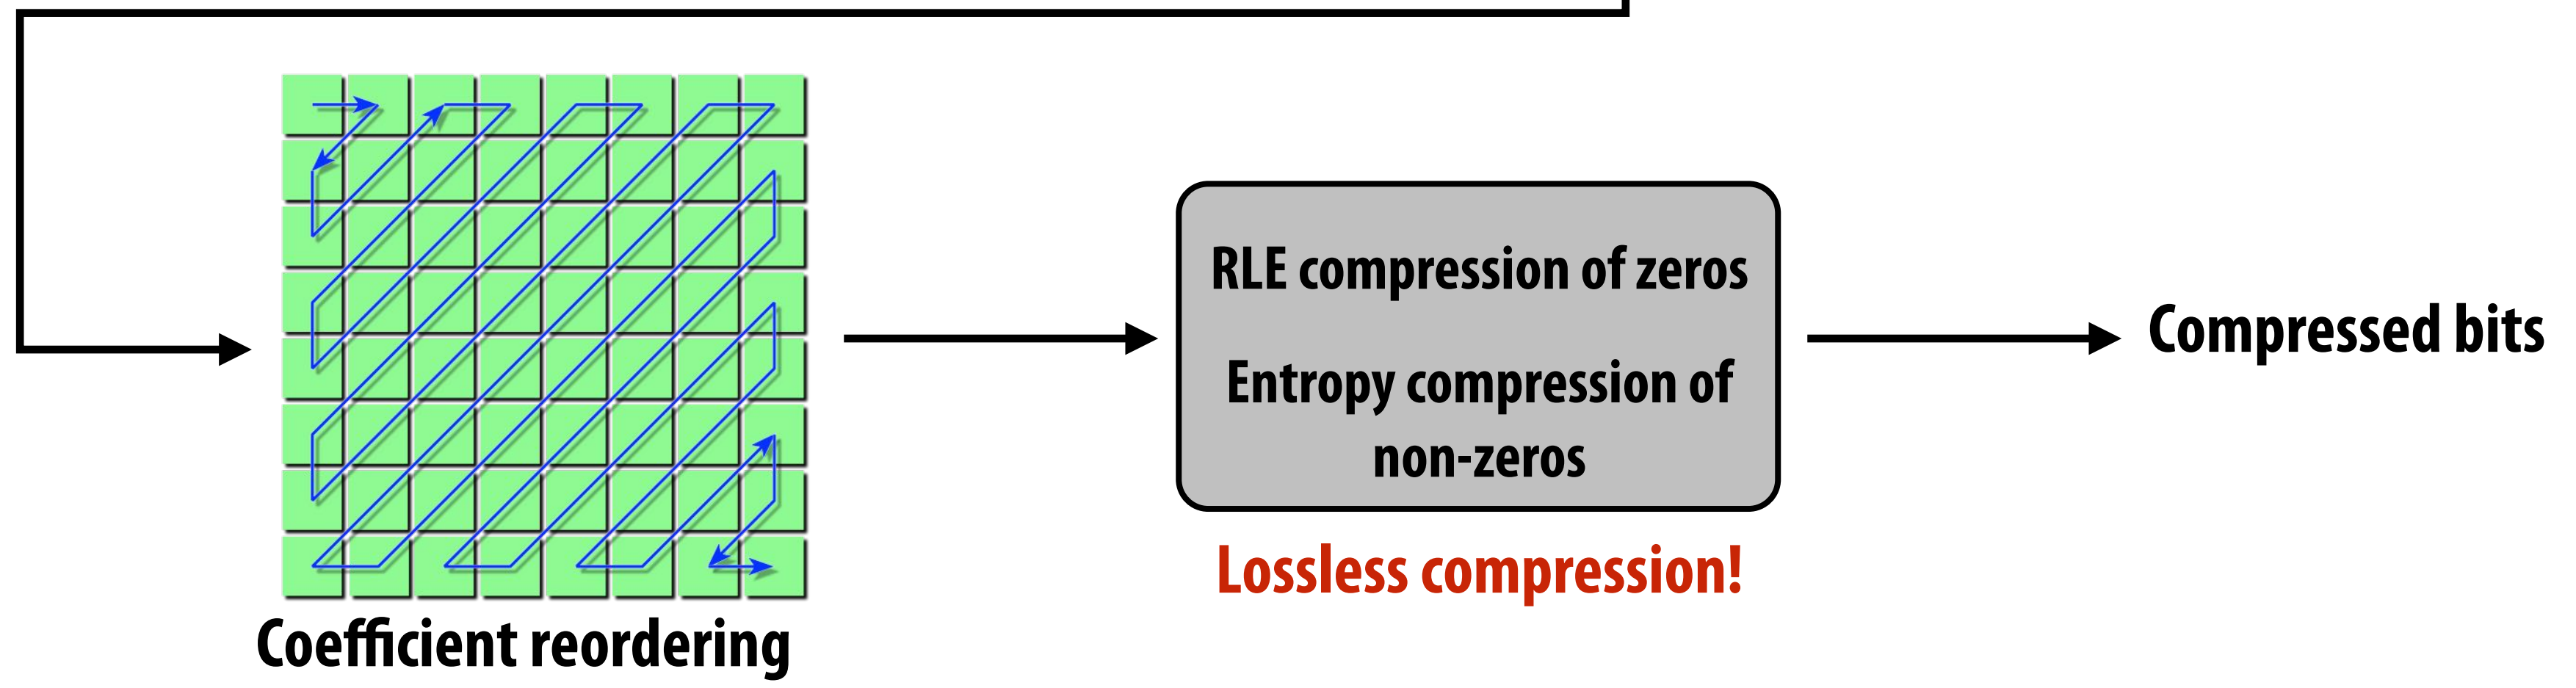 RLE compression of zeros
Entropy compression of
non-zeros
Compressed bits
Lossless compression!
Coefficient reordering